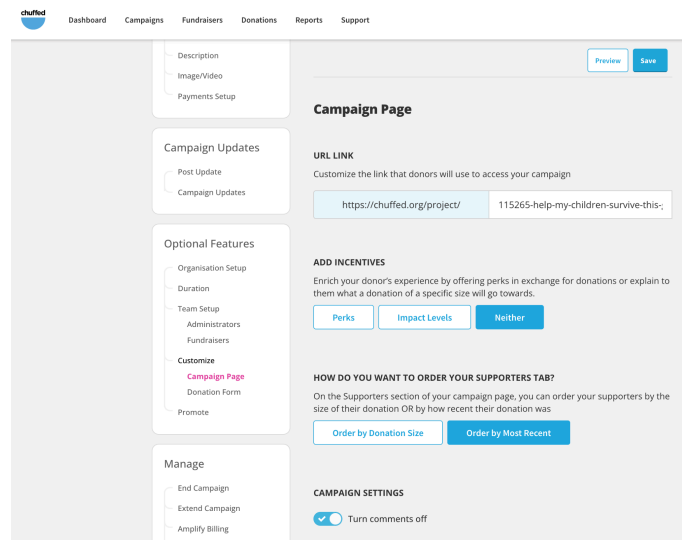 chuffed
Dashboard
Campaigns
Fundraisers
Donations
Reports
Support
Description
Image/Video
Payments Setup
Campaign Updates
Post Update
Campaign Updates
Optional Features
Organisation Setup
Duration
Team Setup
Administrators
Fundraisers
Customize
Campaign Page
Donation Form
Promote
Manage
End Campaign
Extend Campaign
Amplify Billing
Preview
Save
Campaign Page
URL LINK
Customize the link that donors will use to access your campaign
https://chuffed.org/project/
115265-help-my-children-survive-this-
ADD INCENTIVES
Enrich your donor's experience by offering perks in exchange for donations or explain to
them what a donation of a specific size will go towards.
Perks
Impact Levels
Neither
HOW DO YOU WANT TO ORDER YOUR SUPPORTERS TAB?
On the Supporters section of your campaign page, you can order your supporters by the
size of their donation OR by how recent their donation was
Order by Donation Size
Order by Most Recent
CAMPAIGN SETTINGS
Turn comments off